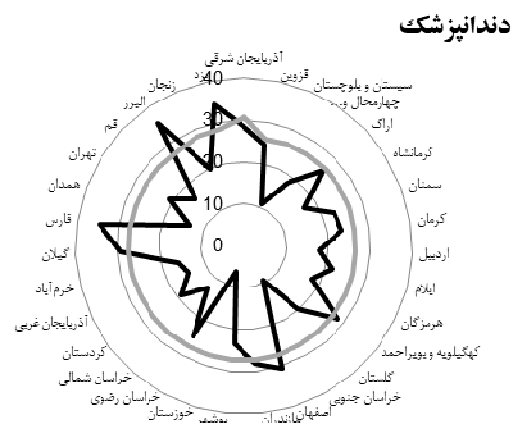 دندانپزشک
آذربایجان شرقی
قزوین
سیستان و بلوچستان
چهارمحال و
اراک
کرمانشاه
سمنان
کرمان
اردبیل
ایلام
هرمزگان
کهگیلویه و بویراحمد
گلستان
خراسان جنوبی
اصفهان
مازندران
بوشهر
خوزستان
خراسان رضوی
خراسان شمالی
کردستان
آذربایجان غربی
خرم آباد
گیلان
فارس
همدان
تهران
قم
البرز
زنجان
یزد
40
30
20
10
0